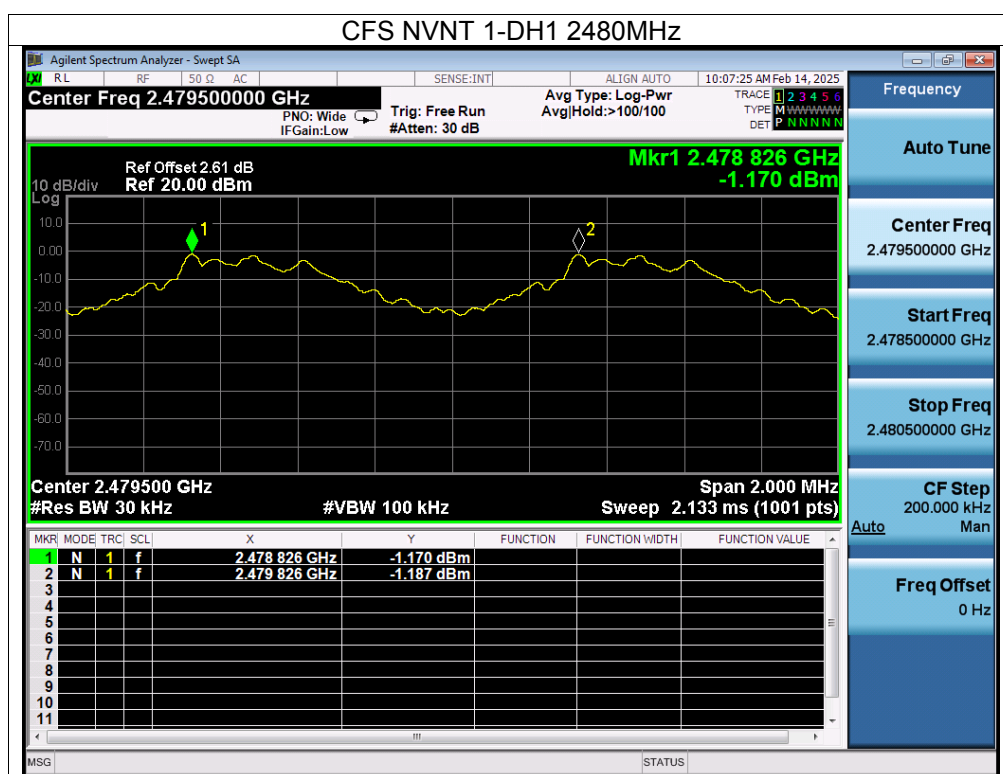 CFS NVNT 1-DH1 2480MHz
Agilent Spectrum Analyzer - Swept SA
LXI RL RF 50 Ω AC SENSE:INT ALIGN AUTO 10:07:25 AM Feb 14, 2025
Center Freq 2.479500000 GHz
PNO: Wide
IFGain:Low
Trig: Free Run
#Atten: 30 dB
Avg Type: Log-Pwr
Avg|Hold:>100/100
TRACE 1 2 3 4 5 6
TYPE M WWWWW
DET P N N N N N
Ref Offset 2.61 dB
10 dB/div Ref 20.00 dBm
Log
Mkr1 2.478 826 GHz
-1.170 dBm
10.0
0.00
-10.0
-20.0
-30.0
-40.0
-50.0
-60.0
-70.0
1
2
Center 2.479500 GHz Span 2.000 MHz
#Res BW 30 kHz #VBW 100 kHz Sweep 2.133 ms (1001 pts)
MKR MODE TRC SCL X Y FUNCTION FUNCTION WIDTH FUNCTION VALUE
1 N 1 f 2.478 826 GHz -1.170 dBm
2 N 1 f 2.479 826 GHz -1.187 dBm
3
4
5
6
7
8
9
10
11
MSG STATUS
Frequency
Auto Tune
Center Freq
2.479500000 GHz
Start Freq
2.478500000 GHz
Stop Freq
2.480500000 GHz
CF Step
200.000 kHz
Auto Man
Freq Offset
0 Hz